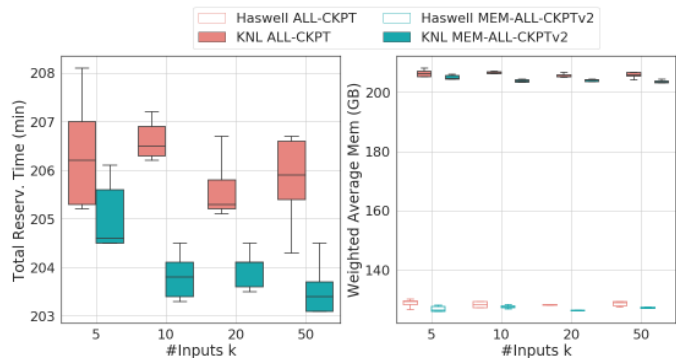 Haswell ALL-CKPT
Haswell MEM-ALL-CKPTv2
KNL ALL-CKPT
KNL MEM-ALL-CKPTv2
Total Reserv. Time (min)
208
207
206
205
204
203
5
10
20
50
#Inputs k
Weighted Average Mem (GB)
200
180
160
140
5
10
20
50
#Inputs k